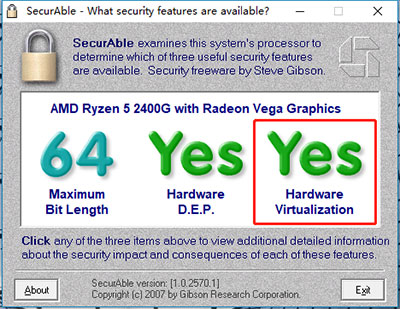 SecurAble - What security features are available?
SecurAble examines this system's processor to
determine which of three useful security features
are available. Security freeware by Steve Gibson.
AMD Ryzen 5 2400G with Radeon Vega Graphics
64 Yes Yes
Maximum Hardware Hardware
Bit Length D.E.P. Virtualization
Click any of the three items above to view additional detailed information
about the security impact and consequences of each of these features.
About
SecurAble version: [1.0.2570.1]
Copyright (c) 2007 by Gibson Research Corporation.
Exit